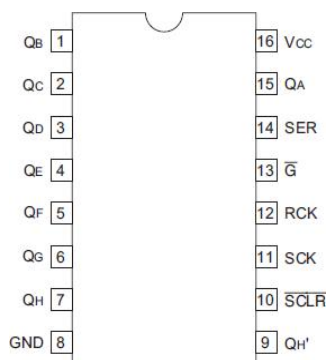 QB 1 16 VCC
QC 2 15 QA
QD 3 14 SER
QE 4 13 G̅
QF 5 12 RCK
QG 6 11 SCK
QH 7 10 S̅C̅L̅R̅
GND 8 9 QH'